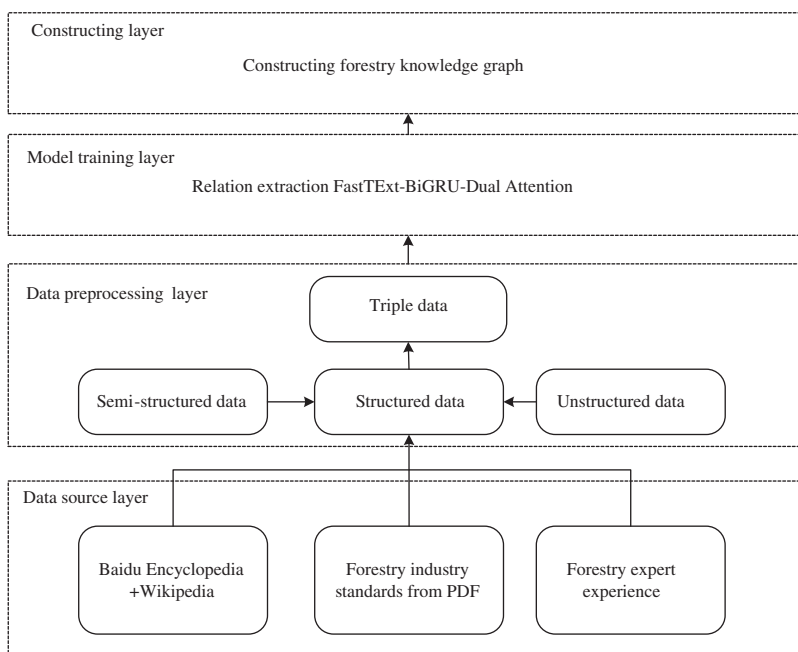 Constructing layer
Constructing forestry knowledge graph
Model training layer
Relation extraction FastTExt-BiGRU-Dual Attention
Data preprocessing layer
Triple data
Semi-structured data
Structured data
Unstructured data
Data source layer
Baidu Encyclopedia
+Wikipedia
Forestry industry
standards from PDF
Forestry expert
experience